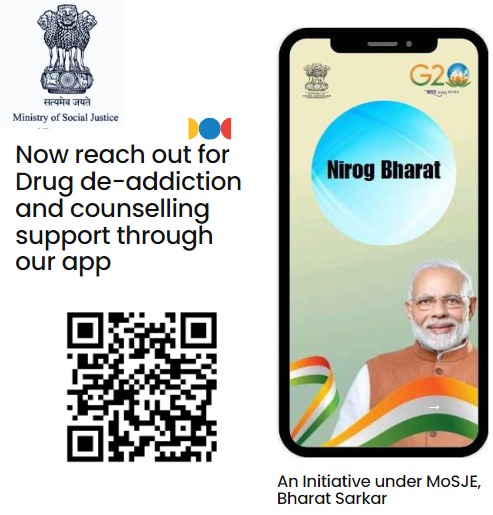 सत्यमेव जयते
Ministry of Social Justice
Now reach out for
Drug de-addiction
and counselling
support through
our app
G20
Nirog Bharat
An Initiative under MoSJE,
Bharat Sarkar